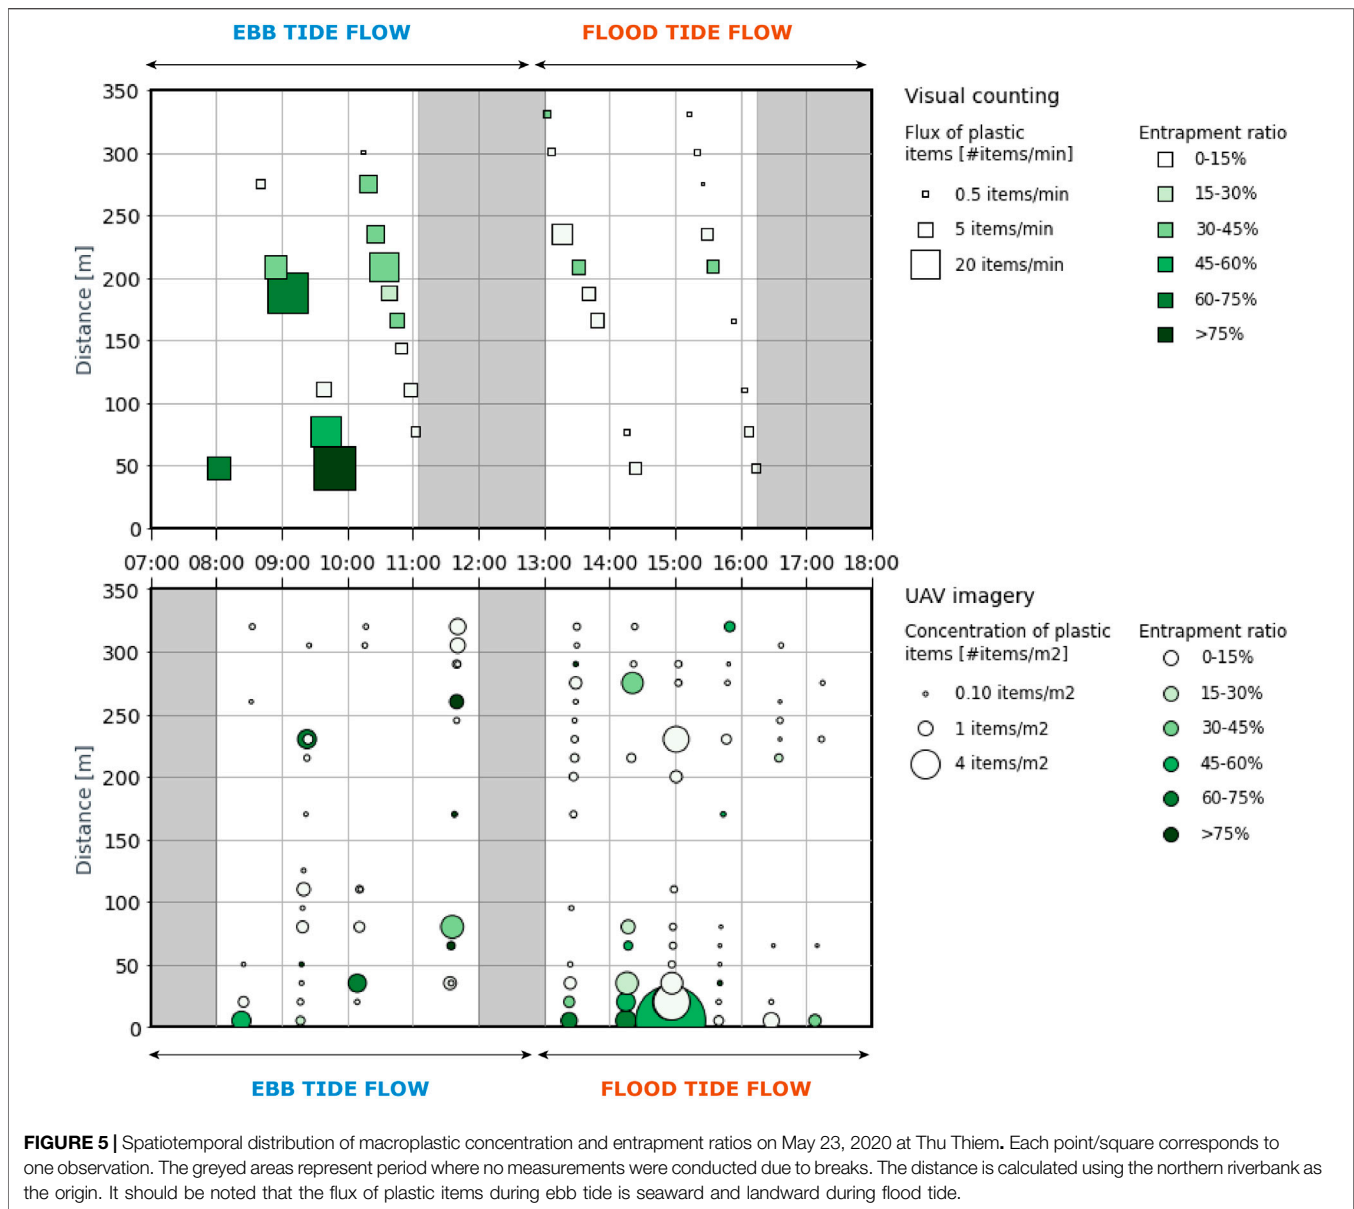 EBB TIDE FLOW
FLOOD TIDE FLOW
350
300
250
200
150
100
50
0
Distance [m]
Visual counting
Flux of plastic
items [#items/min]
0.5 items/min
5 items/min
20 items/min
Entrapment ratio
0-15%
15-30%
30-45%
45-60%
60-75%
>75%
07:00 08:00 09:00 10:00 11:00 12:00 13:00 14:00 15:00 16:00 17:00 18:00
350
300
250
200
150
100
50
0
Distance [m]
UAV imagery
Concentration of plastic
items [#items/m2]
0.10 items/m2
1 items/m2
4 items/m2
Entrapment ratio
0-15%
15-30%
30-45%
45-60%
60-75%
>75%
EBB TIDE FLOW
FLOOD TIDE FLOW
FIGURE 5 | Spatiotemporal distribution of macroplastic concentration and entrapment ratios on May 23, 2020 at Thu Thiem. Each point/square corresponds to
one observation. The greyed areas represent period where no measurements were conducted due to breaks. The distance is calculated using the northern riverbank as
the origin. It should be noted that the flux of plastic items during ebb tide is seaward and landward during flood tide.